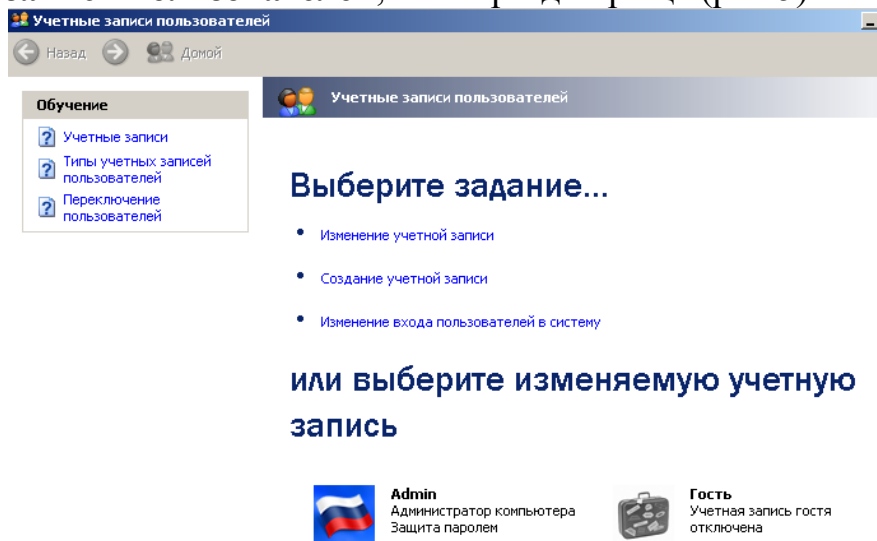 Учетные записи пользователей
Назад Домой
Обучение
Учетные записи
Типы учетных записей
пользователей
Переключение
пользователей
Учетные записи пользователей
Выберите задание...
Изменение учетной записи
Создание учетной записи
Изменение входа пользователей в систему
или выберите изменяемую учетную
запись
Admin
Администратор компьютера
Защита паролем
Гость
Учетная запись гостя
отключена